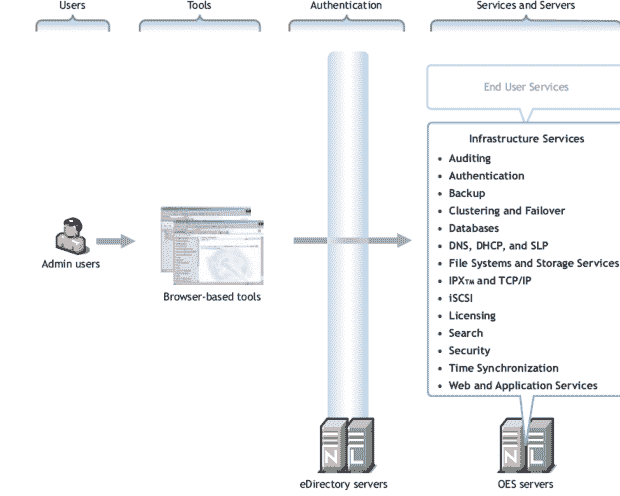 Users
Tools
Authentication
Services and Servers
End User Services
Infrastructure Services
• Auditing
• Authentication
• Backup
• Clustering and Failover
• Databases
• DNS, DHCP, and SLP
• File Systems and Storage Services
• IPX™ and TCP/IP
• iSCSI
• Licensing
• Search
• Security
• Time Synchronization
• Web and Application Services
Admin users
Browser-based tools
N L
N L
eDirectory servers
OES servers